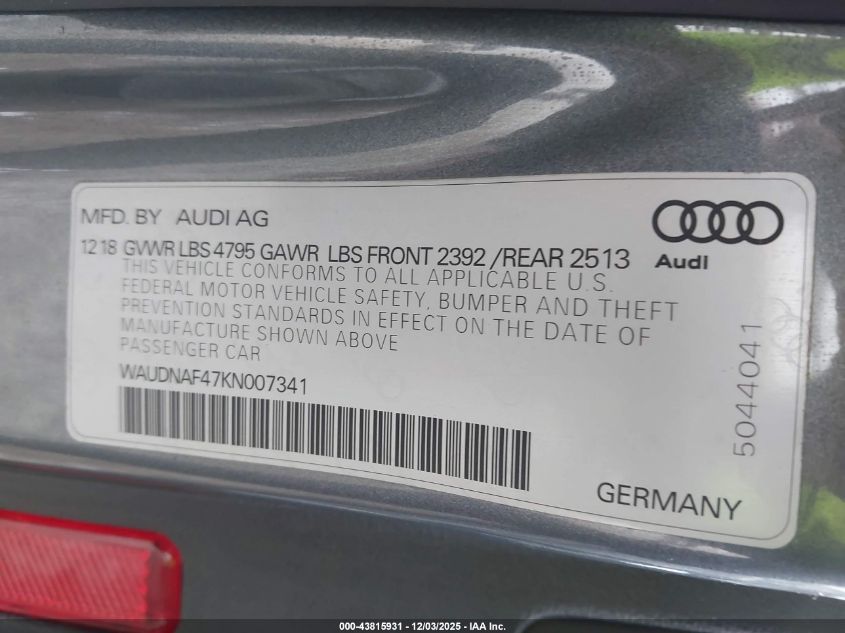 MFD. BY AUDI AG
12 18 GVWR LBS 4795 GAWR LBS FRONT 2392 /REAR 2513
THIS VEHICLE CONFORMS TO ALL APPLICABLE U.S.
FEDERAL MOTOR VEHICLE SAFETY, BUMPER AND THEFT
PREVENTION STANDARDS IN EFFECT ON THE DATE OF
MANUFACTURE SHOWN ABOVE
PASSENGER CAR
WAUDNAF47KN007341
Audi
5044041
GERMANY
000-43815931 - 12/03/2025 - IAA Inc.